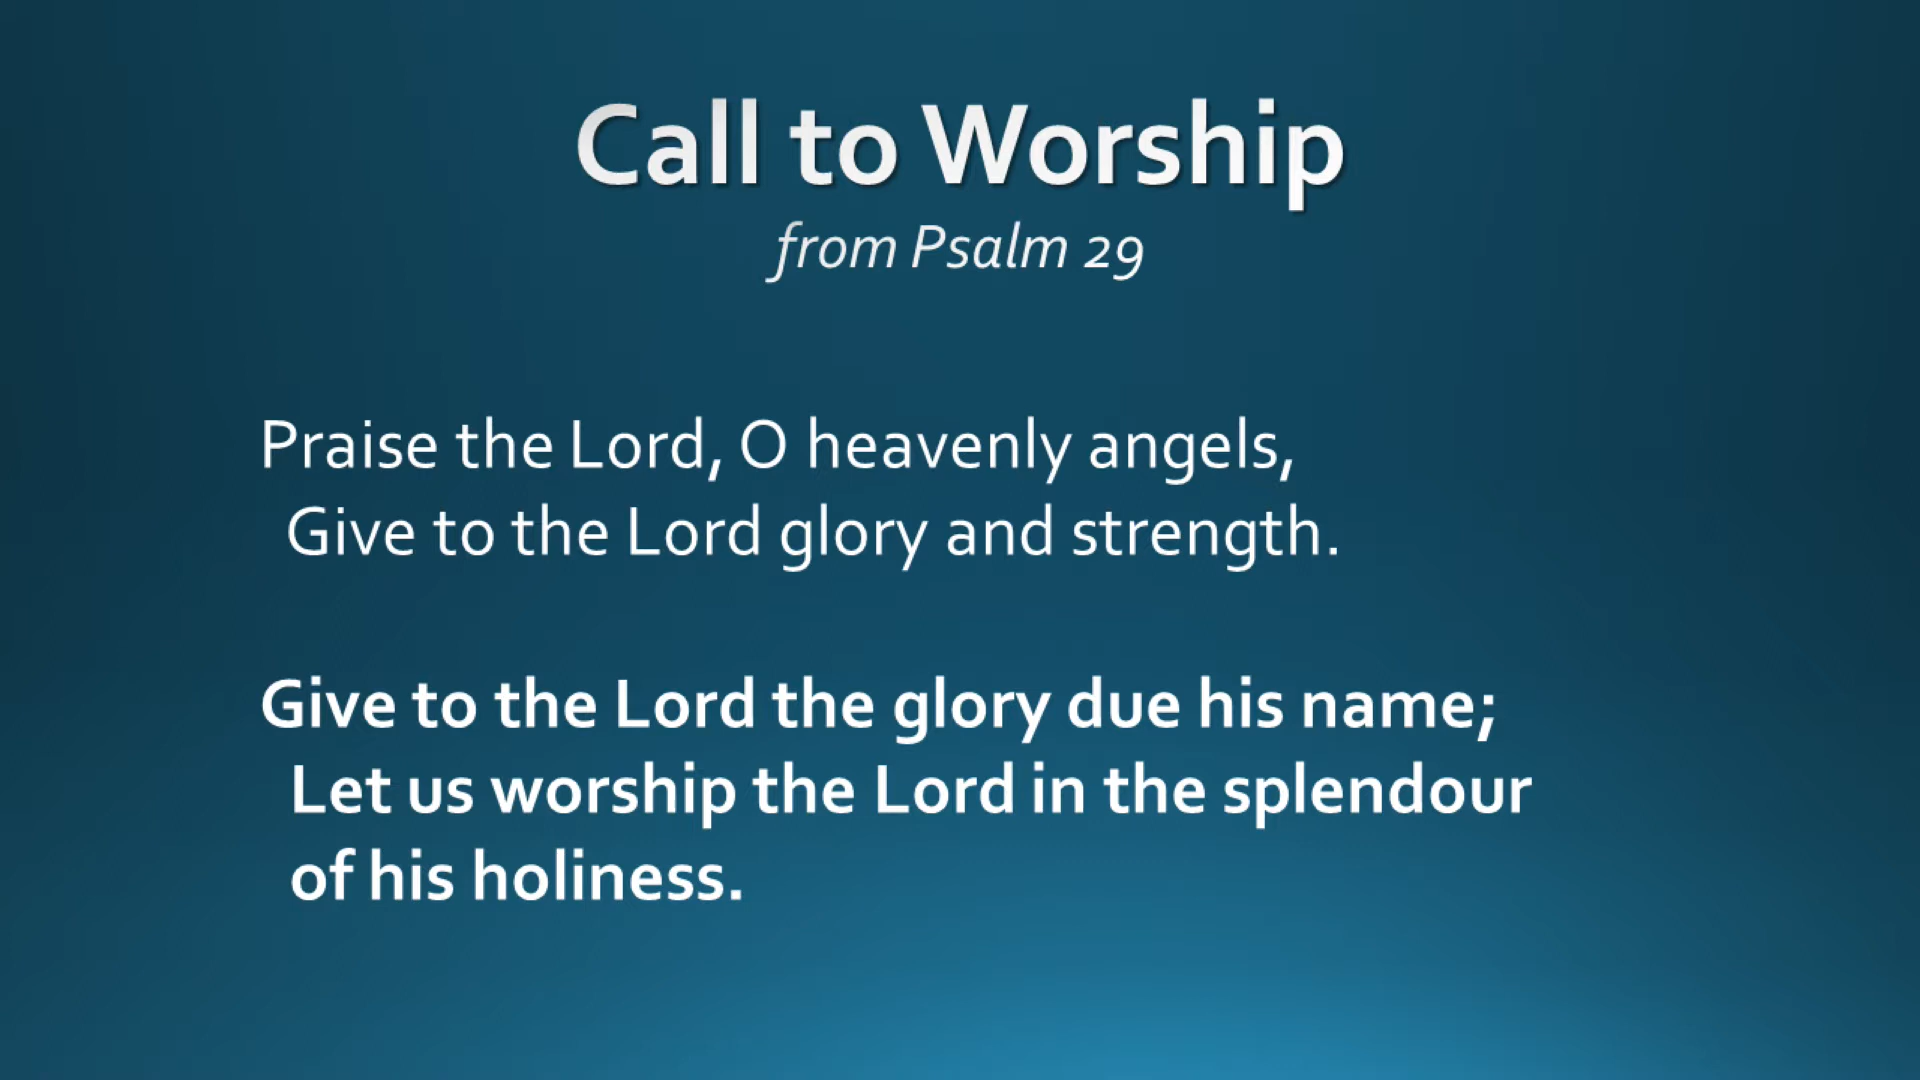 Call to Worship
from Psalm 29
Praise the Lord, O heavenly angels,
Give to the Lord glory and strength.
Give to the Lord the glory due his name;
Let us worship the Lord in the splendour
of his holiness.